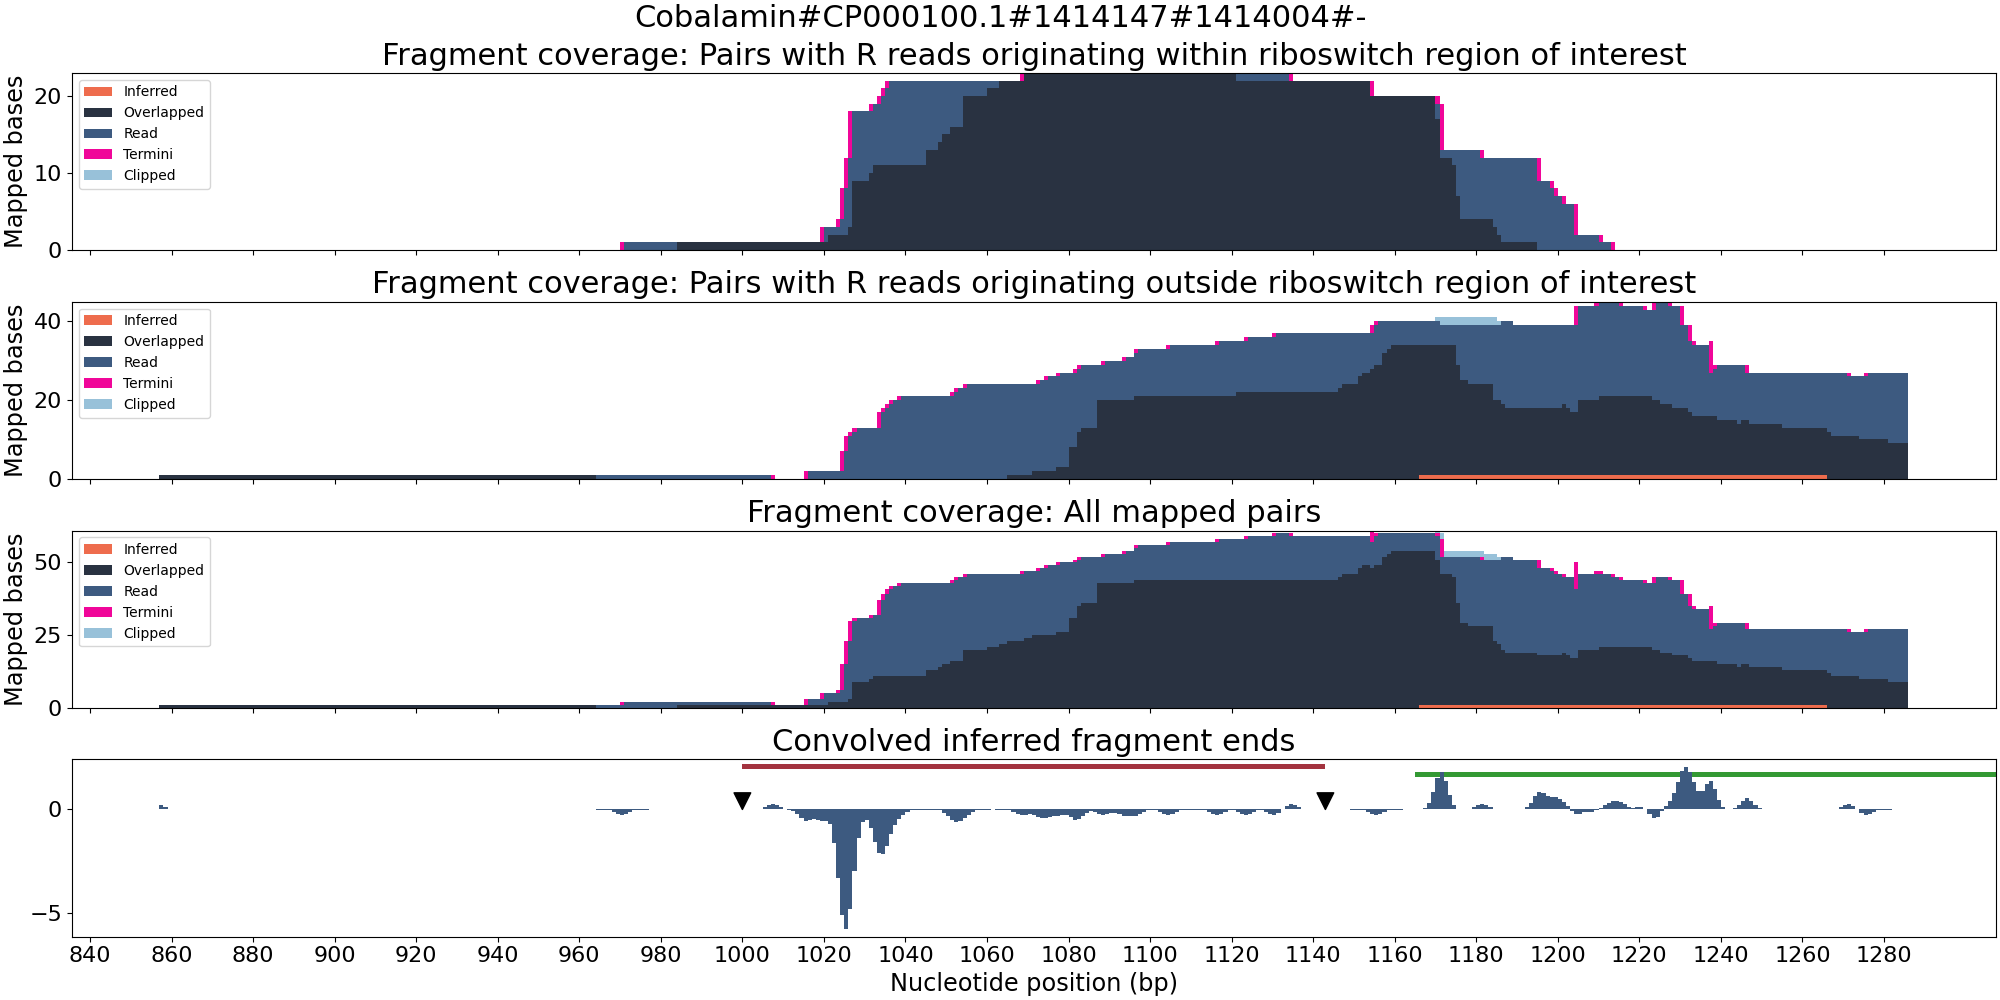 Cobalamin#CP000100.1#1414147#1414004#-
Fragment coverage: Pairs with R reads originating within riboswitch region of interest
Mapped bases
20
10
0
Inferred
Overlapped
Read
Termini
Clipped
Fragment coverage: Pairs with R reads originating outside riboswitch region of interest
Mapped bases
40
20
0
Inferred
Overlapped
Read
Termini
Clipped
Fragment coverage: All mapped pairs
Mapped bases
50
25
0
Inferred
Overlapped
Read
Termini
Clipped
Convolved inferred fragment ends
0
−5
840 860 880 900 920 940 960 980 1000 1020 1040 1060 1080 1100 1120 1140 1160 1180 1200 1220 1240 1260 1280
Nucleotide position (bp)